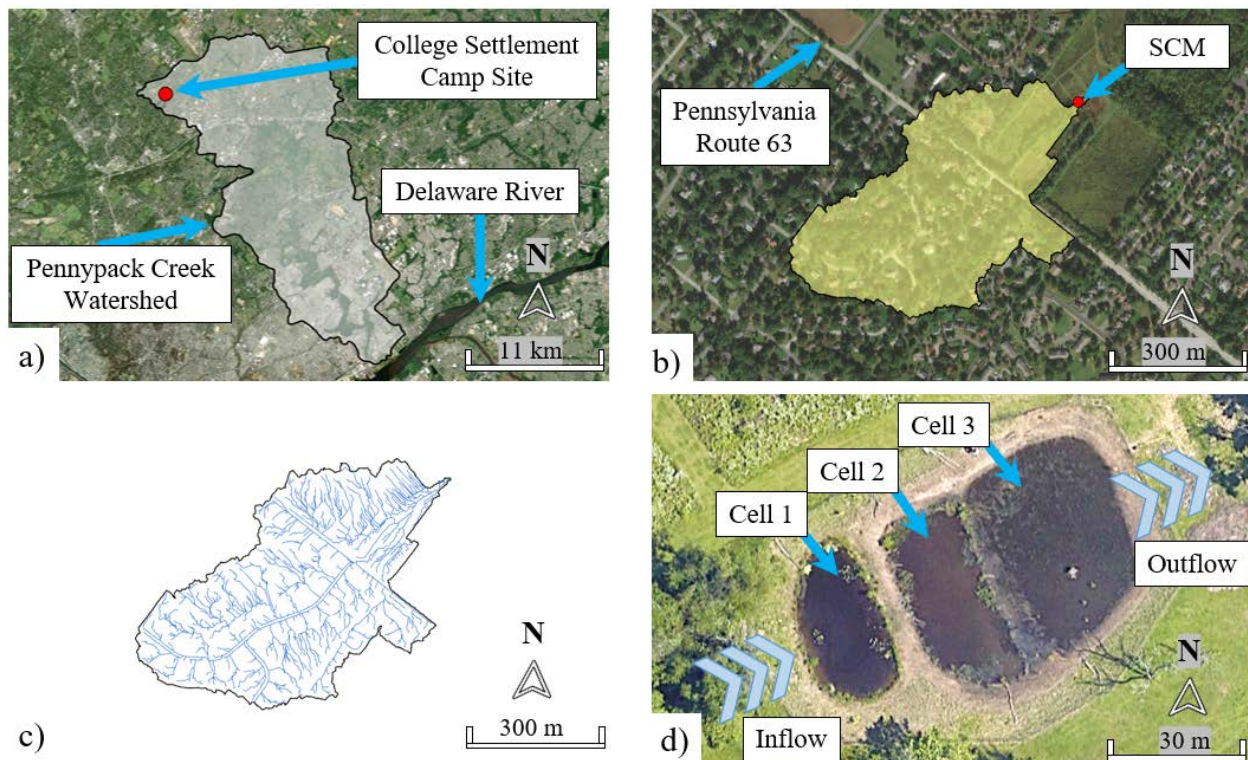 College Settlement
Camp Site
Delaware River
Pennypack Creek
Watershed
N
11 km
a)
SCM
Pennsylvania
Route 63
N
300 m
b)
N
300 m
c)
Cell 3
Cell 2
Cell 1
Outflow
N
Inflow
30 m
d)